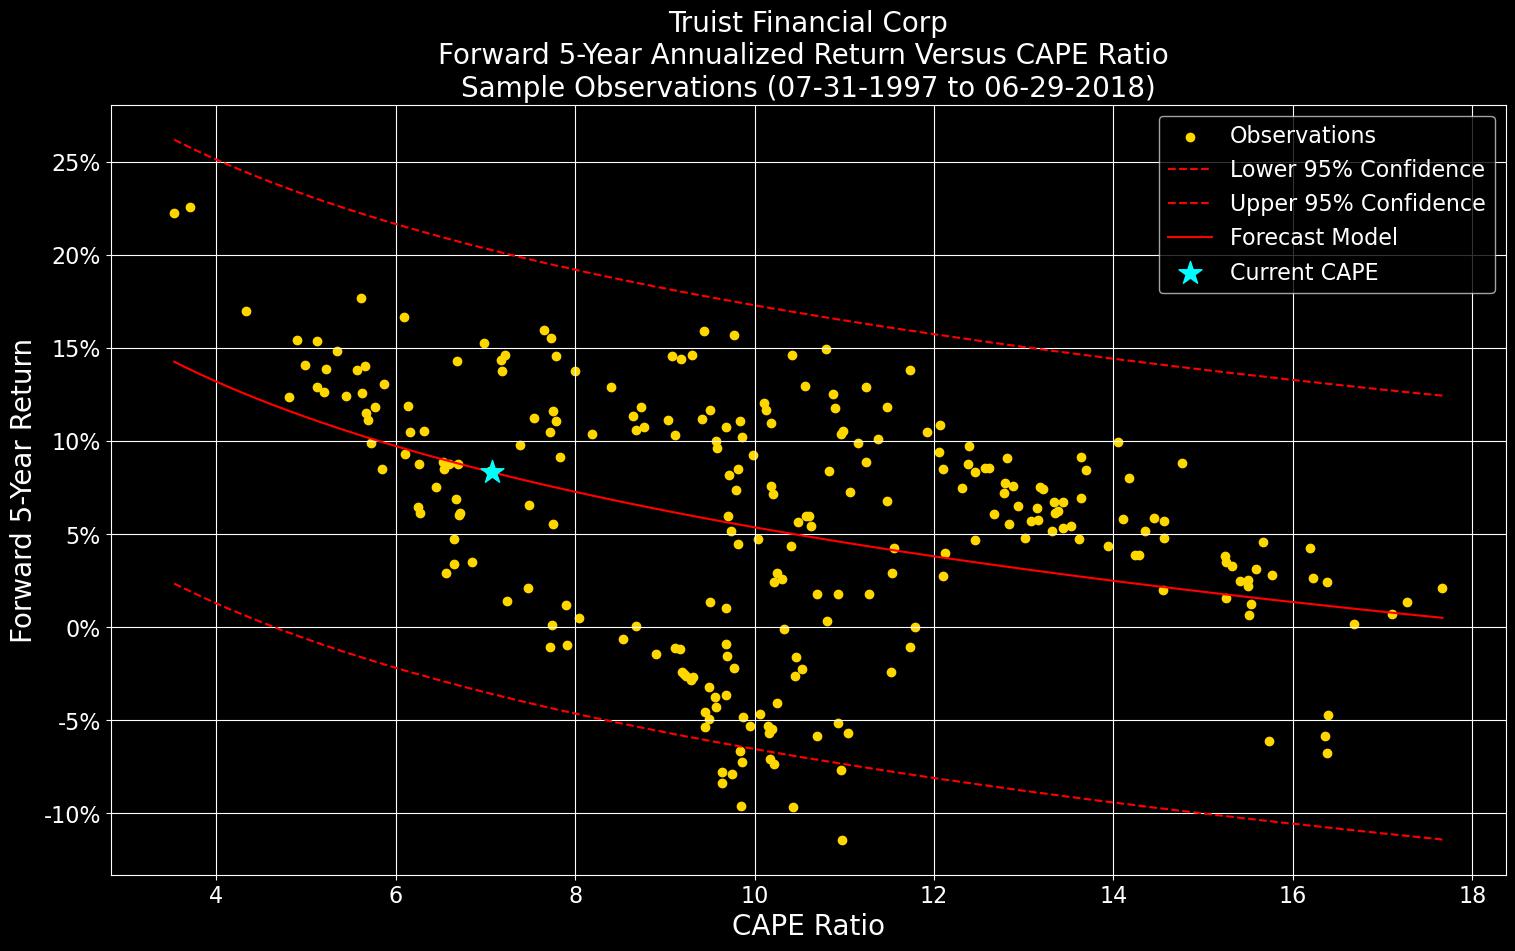 Truist Financial Corp
Forward 5-Year Annualized Return Versus CAPE Ratio
Sample Observations (07-31-1997 to 06-29-2018)
Observations
Lower 95% Confidence
Upper 95% Confidence
Forecast Model
Current CAPE
Forward 5-Year Return
25%
20%
15%
10%
5%
0%
-5%
-10%
4 6 8 10 12 14 16 18
CAPE Ratio